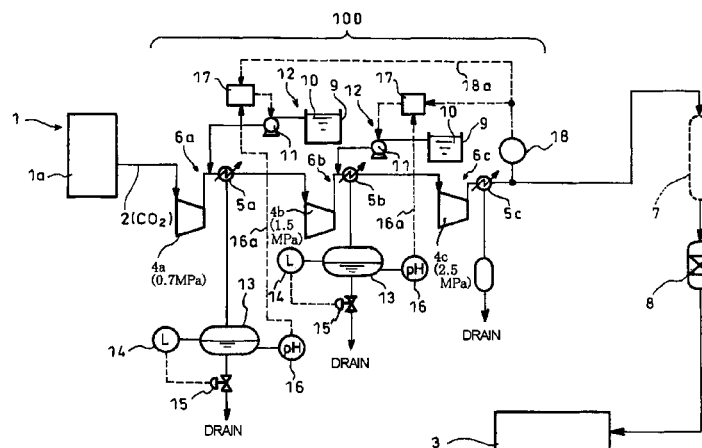 100
17
12
10
9
12
17
18a
10
9
1
1a
6a
11
6b
11
6c
18
5a
5b
5c
2(CO₂)
4a
(0.7MPa)
16a
4b
(1.5
MPa)
16a
4c
(2.5
MPa)
7
L
14
13
pH
16
8
15
DRAIN
DRAIN
13
L
14
pH
16
15
DRAIN
3